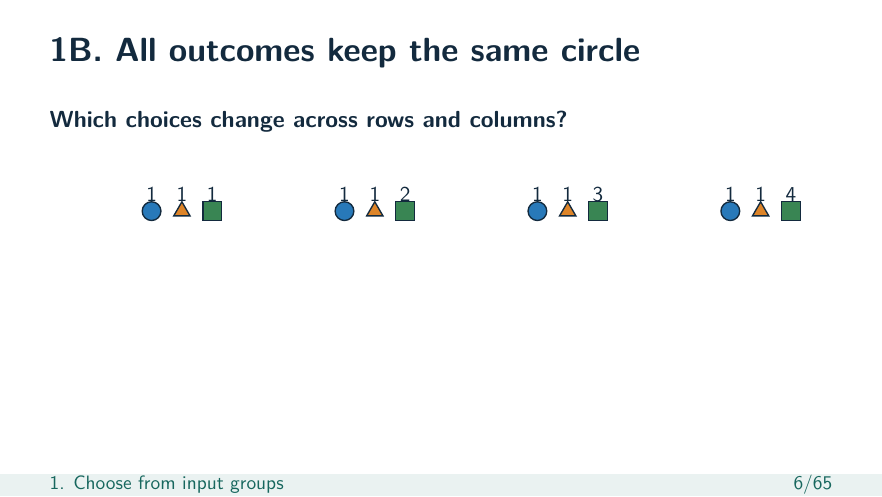 1B. All outcomes keep the same circle
Which choices change across rows and columns?
1 1 1 1 1 2 1 1 3 1 1 4
1. Choose from input groups 6/65